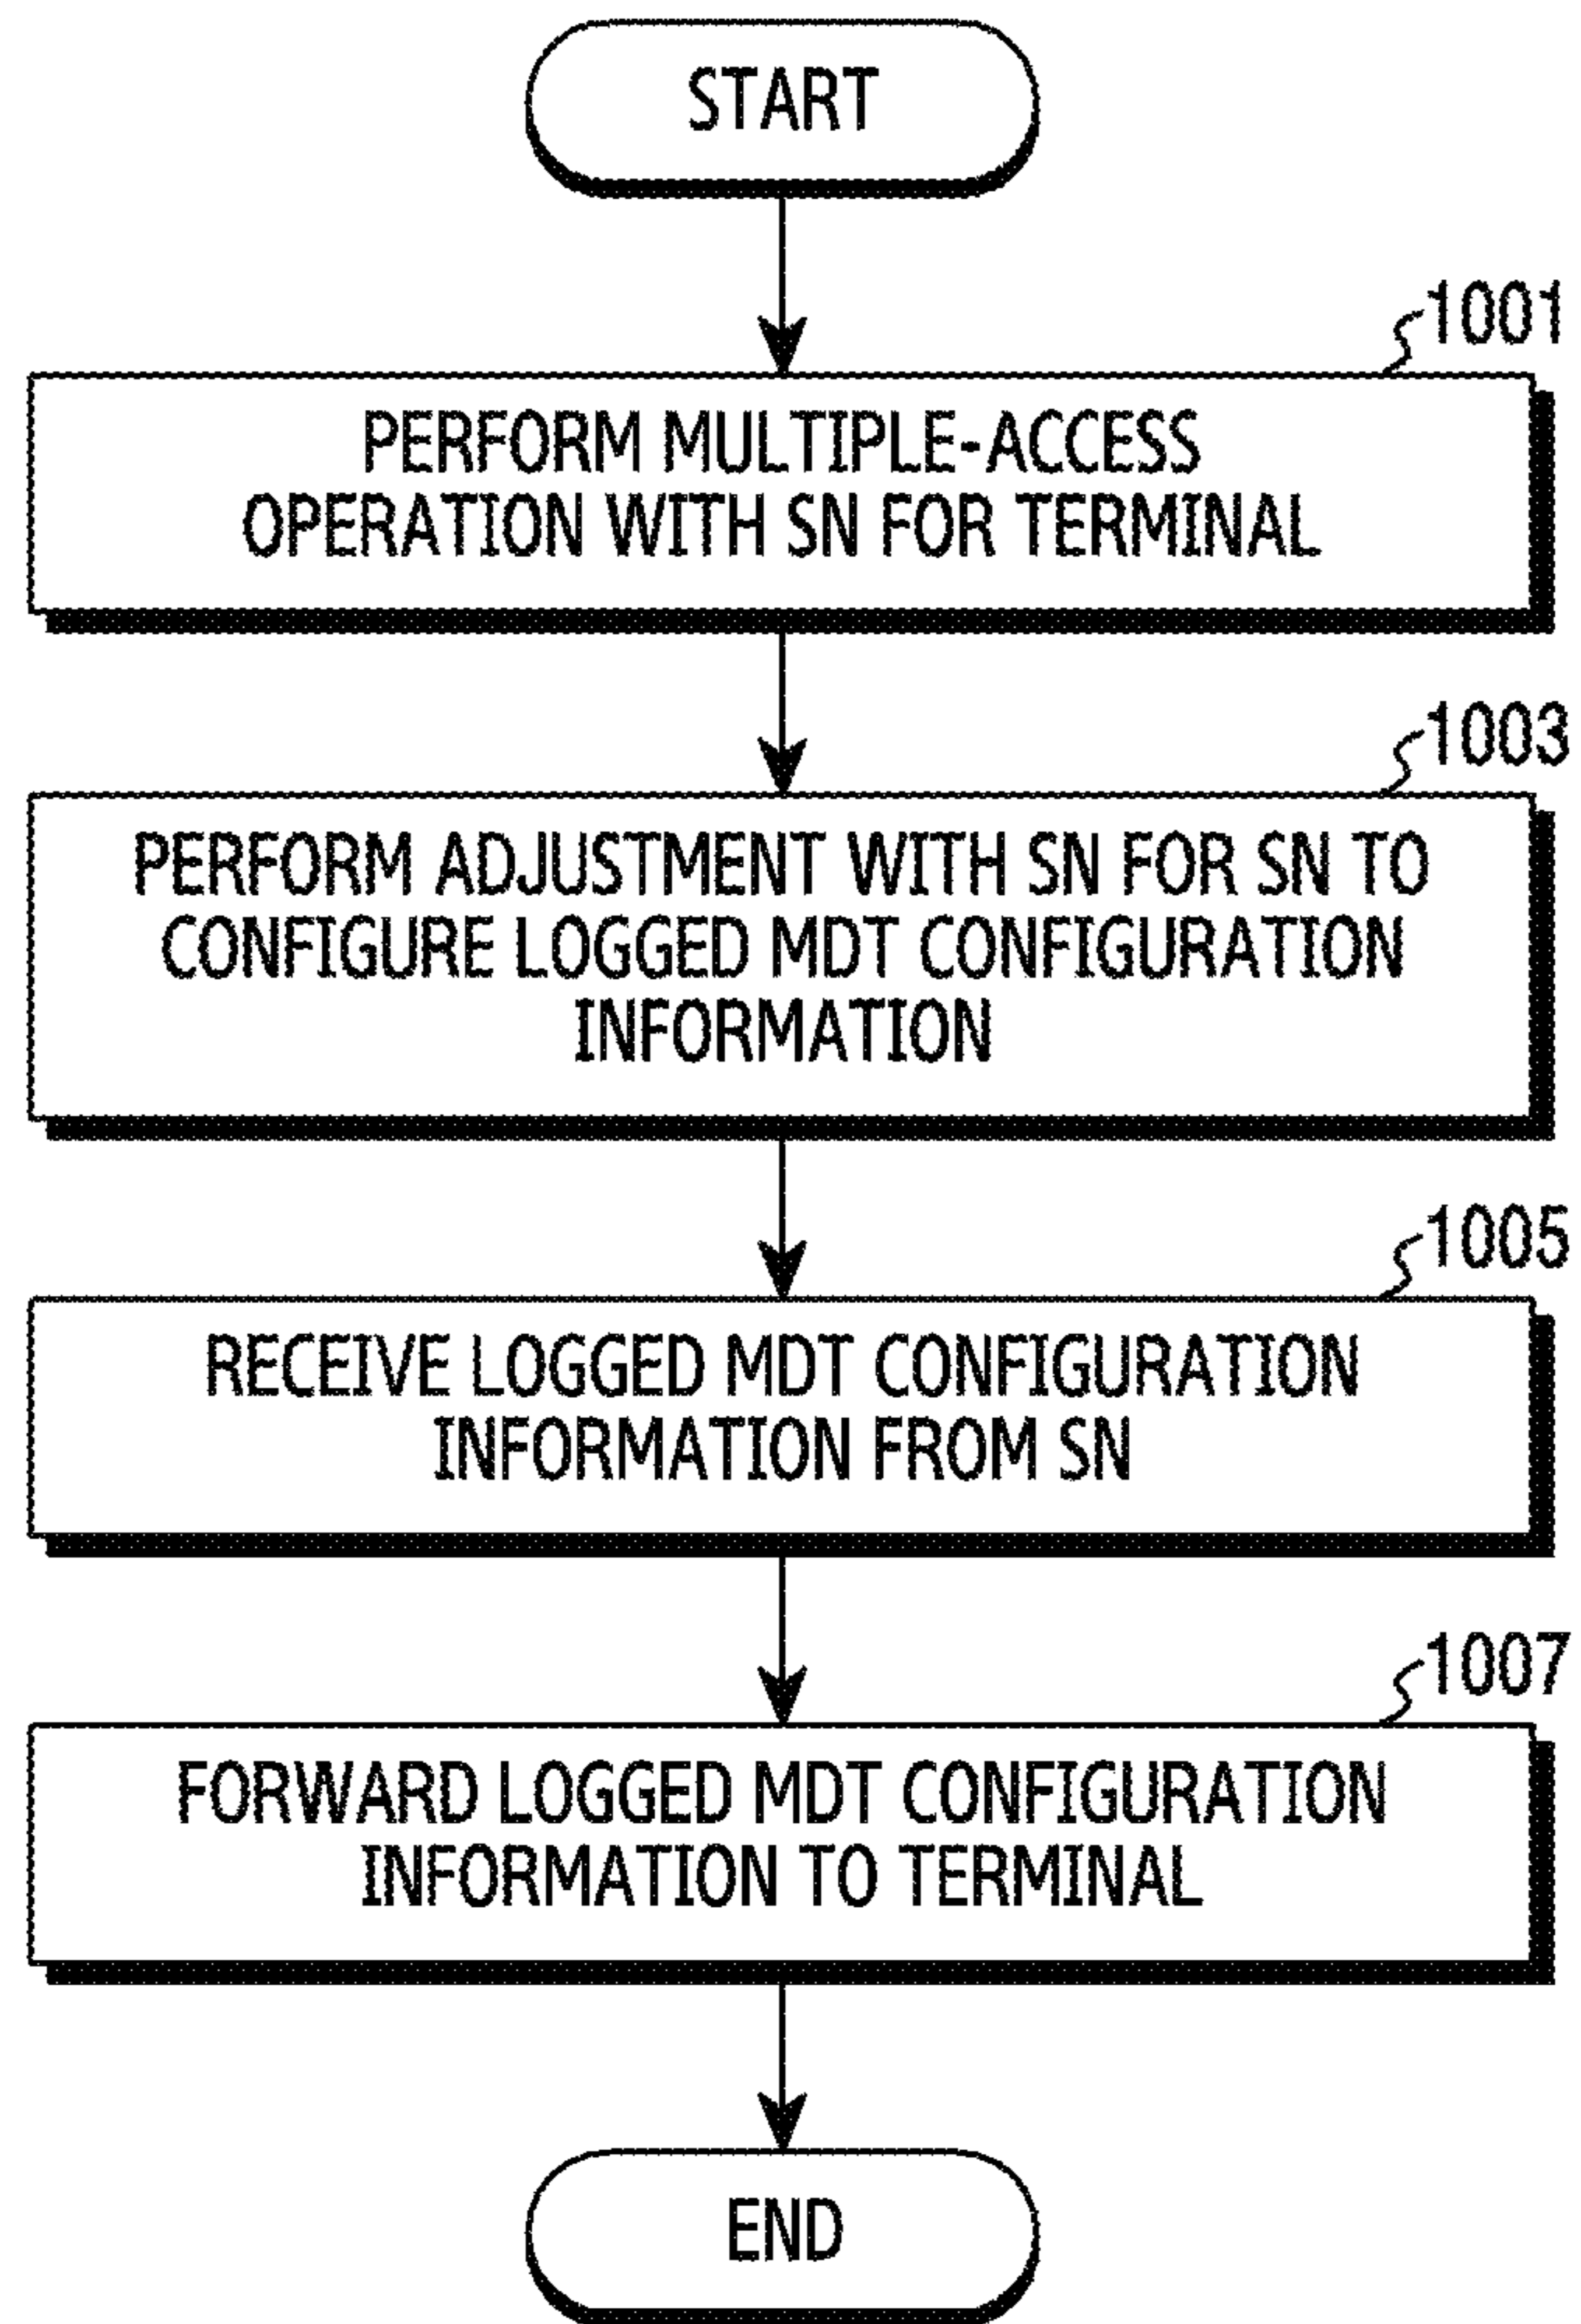 START
1001
PERFORM MULTIPLE-ACCESS
OPERATION WITH SN FOR TERMINAL
1003
PERFORM ADJUSTMENT WITH SN FOR SN TO
CONFIGURE LOGGED MDT CONFIGURATION
INFORMATION
1005
RECEIVE LOGGED MDT CONFIGURATION
INFORMATION FROM SN
1007
FORWARD LOGGED MDT CONFIGURATION
INFORMATION TO TERMINAL
END